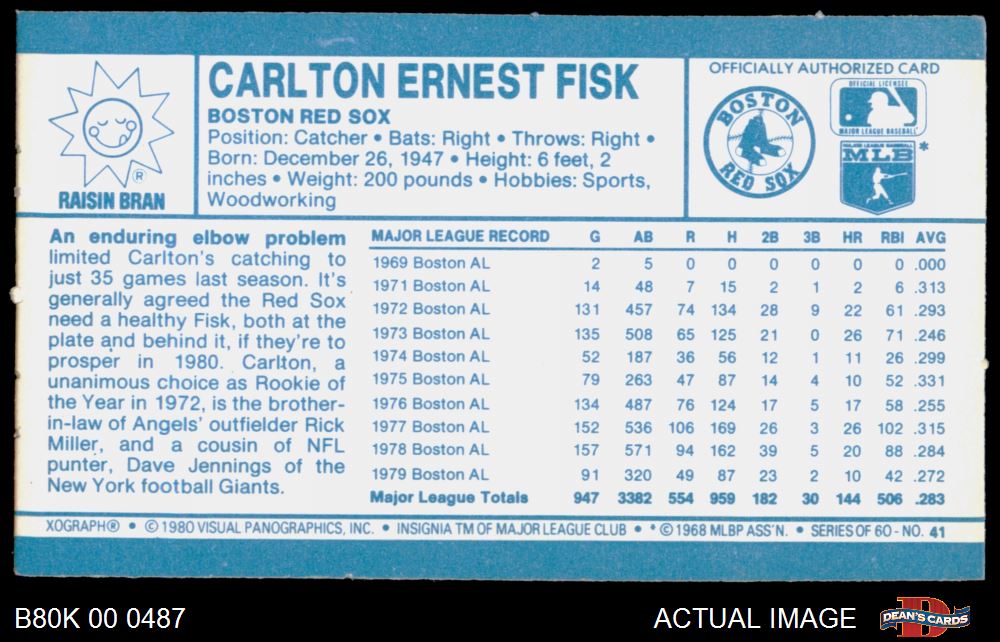 CARLTON ERNEST FISK
BOSTON RED SOX
Position: Catcher • Bats: Right • Throws: Right •
Born: December 26, 1947 • Height: 6 feet, 2
inches • Weight: 200 pounds • Hobbies: Sports,
Woodworking
®
RAISIN BRAN
OFFICIALLY AUTHORIZED CARD
BOSTON
RED SOX
OFFICIAL LICENSEE
MAJOR LEAGUE BASEBALL
MAJOR LEAGUE BASEBALL
MLB *
An enduring elbow problem
limited Carlton's catching to
just 35 games last season. It's
generally agreed the Red Sox
need a healthy Fisk, both at the
plate and behind it, if they're to
prosper in 1980. Carlton, a
unanimous choice as Rookie of
the Year in 1972, is the brother-
in-law of Angels' outfielder Rick
Miller, and a cousin of NFL
punter, Dave Jennings of the
New York football Giants.
MAJOR LEAGUE RECORD G AB R H 2B 3B HR RBI AVG
1969 Boston AL 2 5 0 0 0 0 0 0 .000
1971 Boston AL 14 48 7 15 2 1 2 6 .313
1972 Boston AL 131 457 74 134 28 9 22 61 .293
1973 Boston AL 135 508 65 125 21 0 26 71 .246
1974 Boston AL 52 187 36 56 12 1 11 26 .299
1975 Boston AL 79 263 47 87 14 4 10 52 .331
1976 Boston AL 134 487 76 124 17 5 17 58 .255
1977 Boston AL 152 536 106 169 26 3 26 102 .315
1978 Boston AL 157 571 94 162 39 5 20 88 .284
1979 Boston AL 91 320 49 87 23 2 10 42 .272
Major League Totals 947 3382 554 959 182 30 144 506 .283
XOGRAPH® • © 1980 VISUAL PANOGRAPHICS, INC. • INSIGNIA TM OF MAJOR LEAGUE CLUB • * © 1968 MLBP ASS'N. • SERIES OF 60 - NO. 41
B80K 00 0487
ACTUAL IMAGE
DEAN'S CARDS